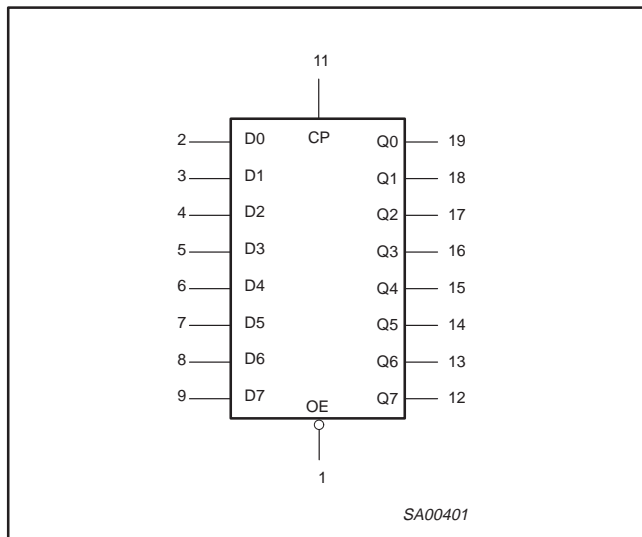 11
2 D0 CP Q0 19
3 D1 Q1 18
4 D2 Q2 17
5 D3 Q3 16
6 D4 Q4 15
7 D5 Q5 14
8 D6 Q6 13
9 D7 Q7 12
OE
1
SA00401